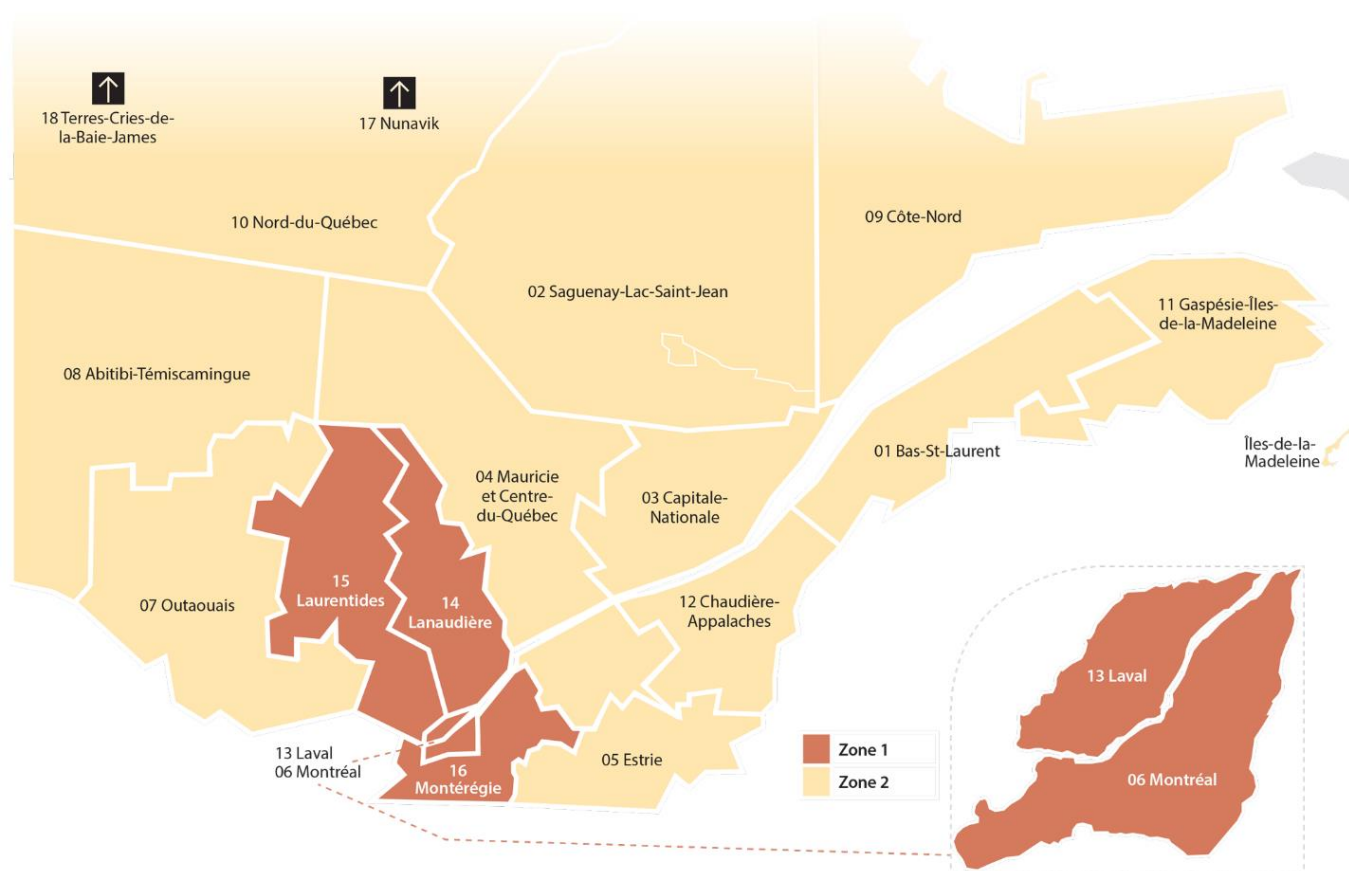 18 Terres-Cries-de-
la-Baie-James
17 Nunavik
10 Nord-du-Québec
09 Côte-Nord
02 Saguenay-Lac-Saint-Jean
11 Gaspésie-Îles-
de-la-Madeleine
08 Abitibi-Témiscamingue
01 Bas-St-Laurent
Îles-de-la-
Madeleine
04 Mauricie
et Centre-
du-Québec
03 Capitale-
Nationale
15
Laurentides
14
Lanaudière
07 Outaouais
12 Chaudière-
Appalaches
13 Laval
06 Montréal
16
Montérégie
05 Estrie
Zone 1
Zone 2
13 Laval
06 Montréal